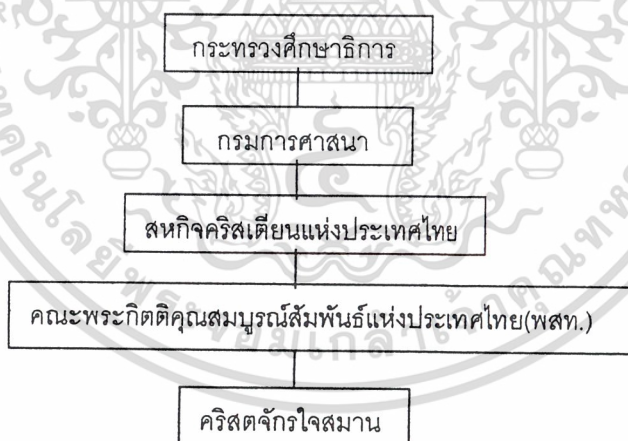 กระทรวงศึกษาธิการ
กรมการศาสนา
สหกิจคริสเตียนแห่งประเทศไทย
คณะพระกิตติคุณสมบูรณ์สัมพันธ์แห่งประเทศไทย(พสท.)
คริสตจักรใจสมาน